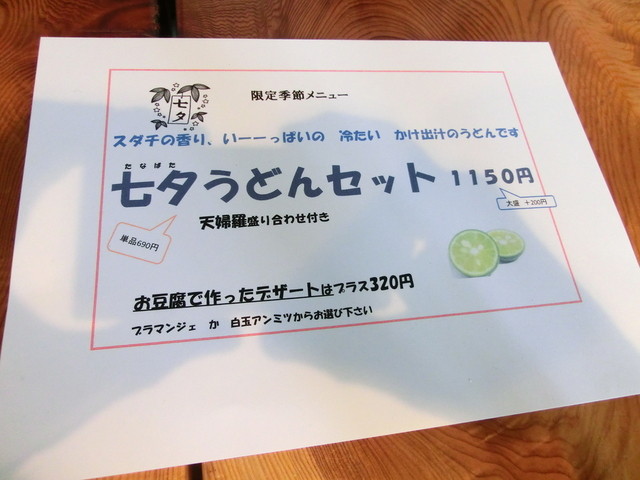 七夕
限定季節メニュー
スダチの香り、いーーっぱいの 冷たい かけ出汁のうどんです
たなばた
七夕うどんセット 1150円
大盛 +200円
天婦羅盛り合わせ付き
単品690円
お豆腐で作ったデザートはプラス320円
ブラマンジェ か 白玉アンミツからお選び下さい